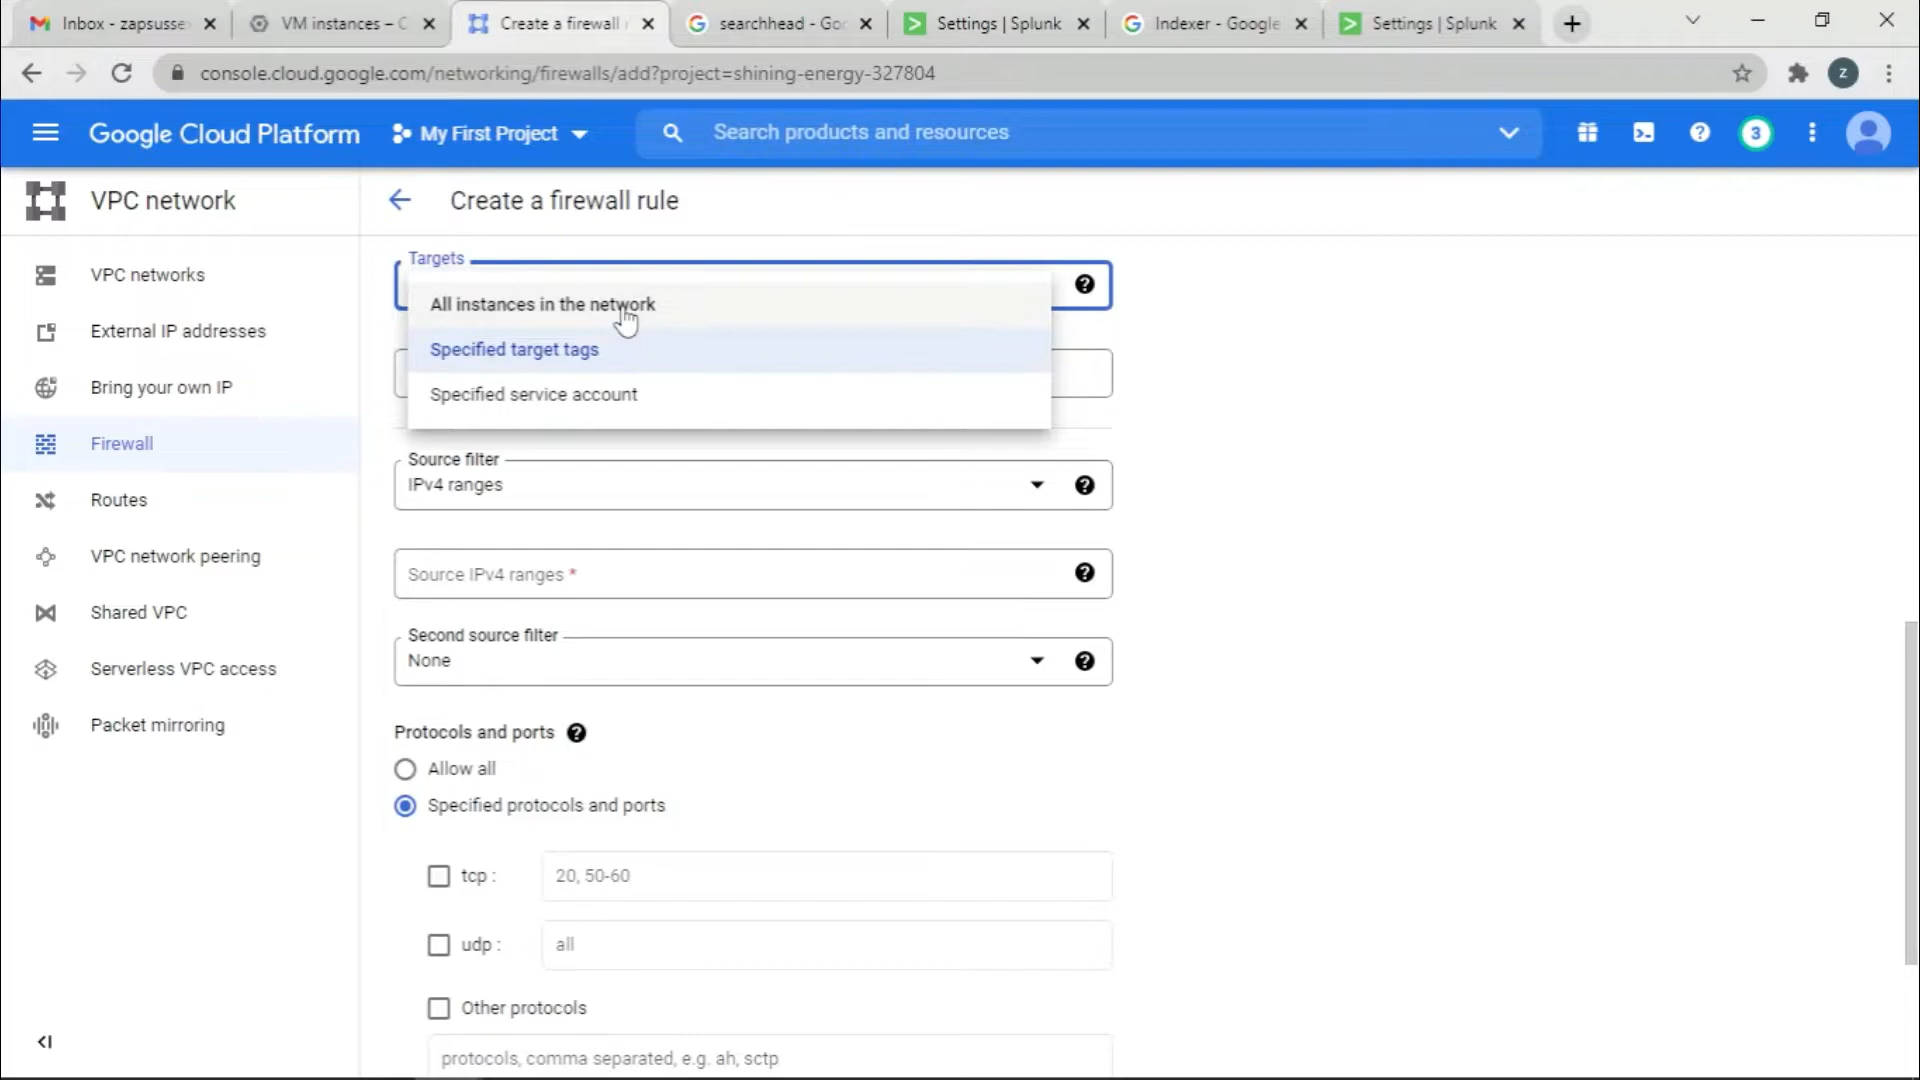 Inbox - zapsusse
VM instances – C
Create a firewall
searchhead - Goo
Settings | Splunk
Indexer - Google
Settings | Splunk
console.cloud.google.com/networking/firewalls/add?project=shining-energy-327804
z
Google Cloud Platform
My First Project
Search products and resources
3
VPC network
Create a firewall rule
VPC networks
External IP addresses
Bring your own IP
Firewall
Routes
VPC network peering
Shared VPC
Serverless VPC access
Packet mirroring
Targets
All instances in the network
Specified target tags
Specified service account
Source filter
IPv4 ranges
Source IPv4 ranges *
Second source filter
None
Protocols and ports
Allow all
Specified protocols and ports
tcp : 20, 50-60
udp : all
Other protocols
protocols, comma separated, e.g. ah, sctp